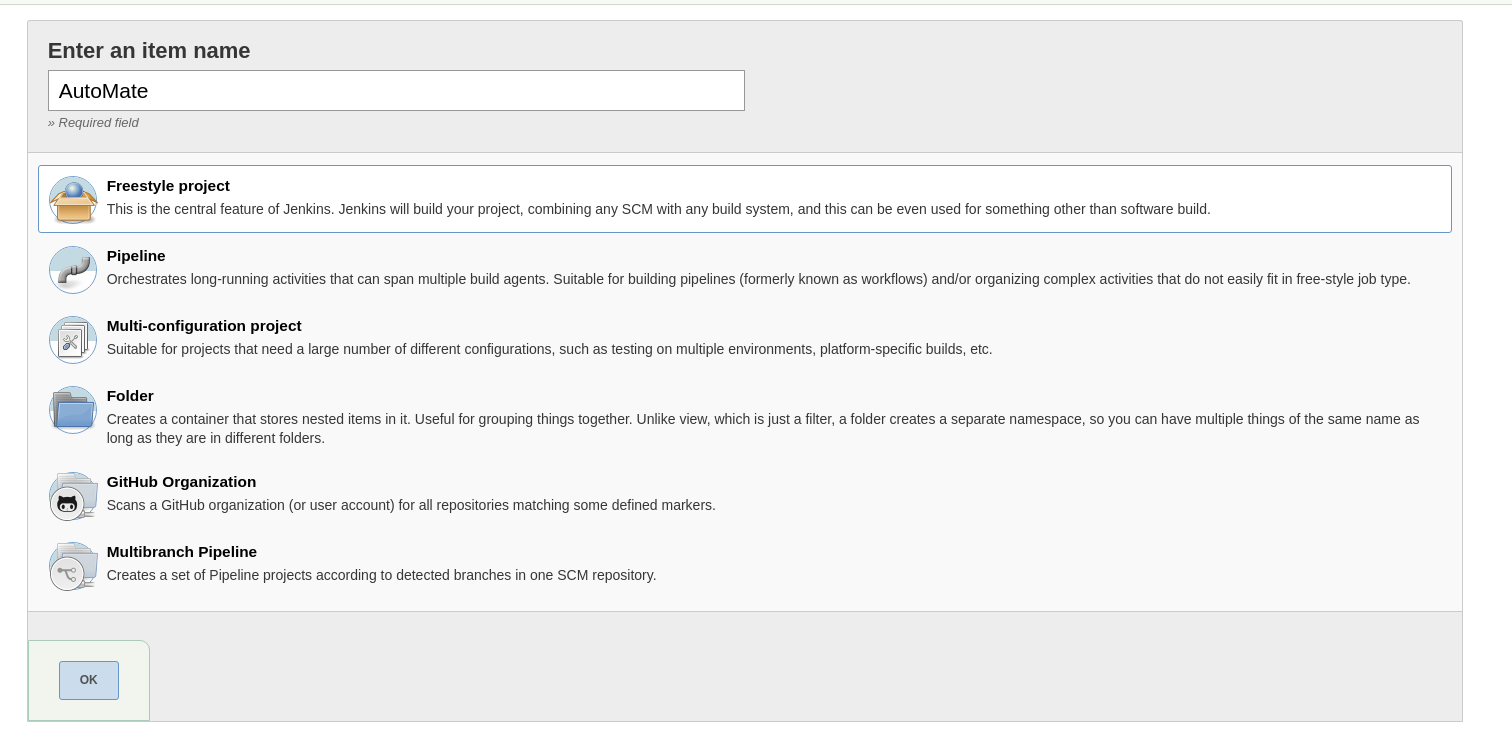 Enter an item name
AutoMate
» Required field
Freestyle project
This is the central feature of Jenkins. Jenkins will build your project, combining any SCM with any build system, and this can be even used for something other than software build.
Pipeline
Orchestrates long-running activities that can span multiple build agents. Suitable for building pipelines (formerly known as workflows) and/or organizing complex activities that do not easily fit in free-style job type.
Multi-configuration project
Suitable for projects that need a large number of different configurations, such as testing on multiple environments, platform-specific builds, etc.
Folder
Creates a container that stores nested items in it. Useful for grouping things together. Unlike view, which is just a filter, a folder creates a separate namespace, so you can have multiple things of the same name as
long as they are in different folders.
GitHub Organization
Scans a GitHub organization (or user account) for all repositories matching some defined markers.
Multibranch Pipeline
Creates a set of Pipeline projects according to detected branches in one SCM repository.
OK